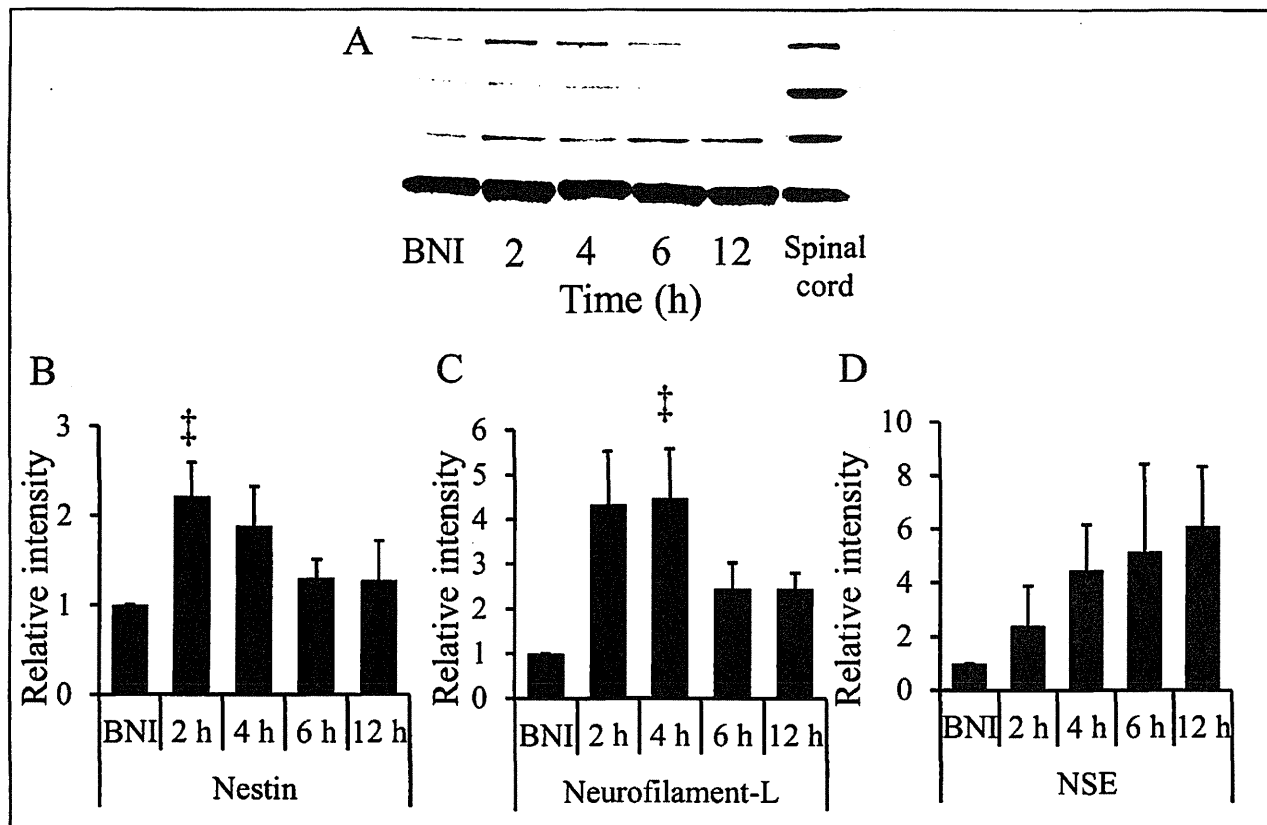 A
BNI 2 4 6 12 Spinal cord
Time (h)
B
Relative intensity
3
2
1
0
BNI 2 h 4 h 6 h 12 h
Nestin
‡
C
Relative intensity
6
5
4
3
2
1
0
BNI 2 h 4 h 6 h 12 h
Neurofilament-L
‡
D
Relative intensity
10
8
6
4
2
0
BNI 2 h 4 h 6 h 12 h
NSE